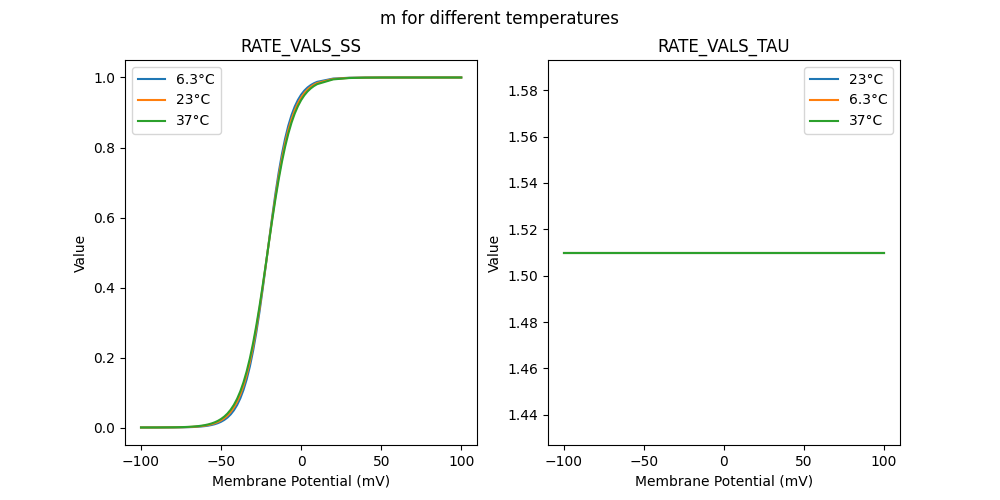 m for different temperatures
RATE_VALS_SS
1.0
0.8
0.6
0.4
0.2
0.0
Value
6.3°C
23°C
37°C
−100
−50
0
50
100
Membrane Potential (mV)
RATE_VALS_TAU
1.58
1.56
1.54
1.52
1.50
1.48
1.46
1.44
Value
23°C
6.3°C
37°C
−100
−50
0
50
100
Membrane Potential (mV)